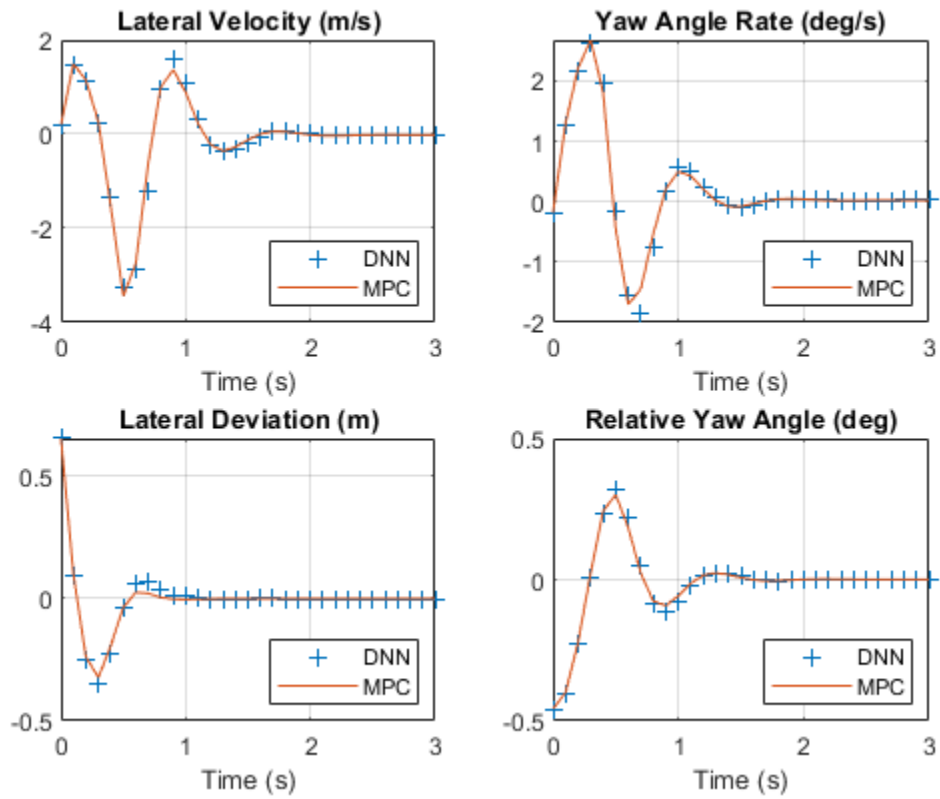 Lateral Velocity (m/s)
2
0
-2
-4
0 1 2 3
Time (s)
DNN
MPC
Yaw Angle Rate (deg/s)
2
1
0
-1
-2
0 1 2 3
Time (s)
DNN
MPC
Lateral Deviation (m)
0.5
0
-0.5
0 1 2 3
Time (s)
DNN
MPC
Relative Yaw Angle (deg)
0.5
0
-0.5
0 1 2 3
Time (s)
DNN
MPC